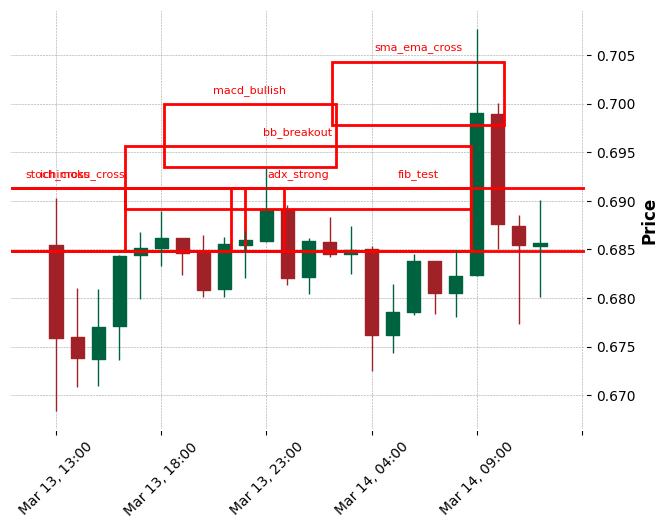 sma_ema_cross
macd_bullish
bb_breakout
stoch_cross
adx_strong
fib_test
0.705
0.700
0.695
0.690
0.685
0.680
0.675
0.670
Price
Mar 13, 13:00
Mar 13, 18:00
Mar 13, 23:00
Mar 14, 04:00
Mar 14, 09:00